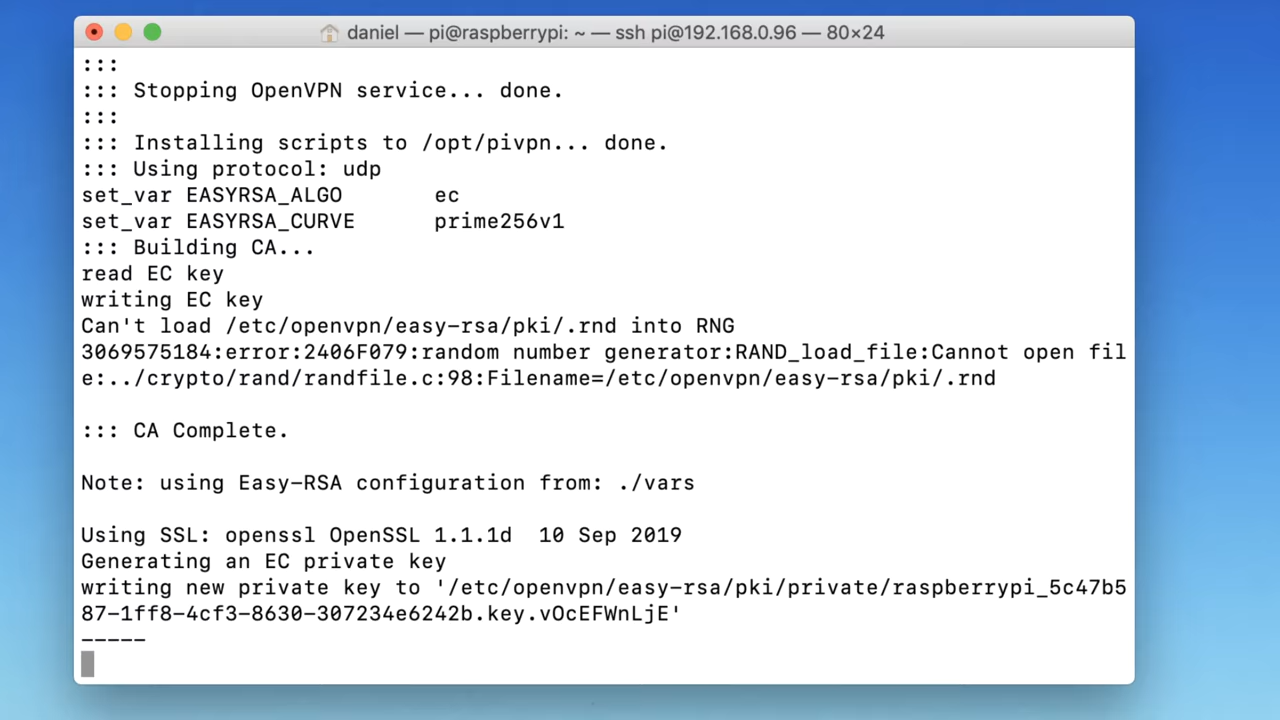 daniel — pi@raspberrypi: ~ — ssh pi@192.168.0.96 — 80×24
:::
::: Stopping OpenVPN service... done.
:::
::: Installing scripts to /opt/pivpn... done.
::: Using protocol: udp
set_var EASYRSA_ALGO       ec
set_var EASYRSA_CURVE      prime256v1
::: Building CA...
read EC key
writing EC key
Can't load /etc/openvpn/easy-rsa/pki/.rnd into RNG
3069575184:error:2406F079:random number generator:RAND_load_file:Cannot open fil
e:../crypto/rand/randfile.c:98:Filename=/etc/openvpn/easy-rsa/pki/.rnd
::: CA Complete.
Note: using Easy-RSA configuration from: ./vars
Using SSL: openssl OpenSSL 1.1.1d  10 Sep 2019
Generating an EC private key
writing new private key to '/etc/openvpn/easy-rsa/pki/private/raspberrypi_5c47b5
87-1ff8-4cf3-8630-307234e6242b.key.vOcEFWnLjE'
-----